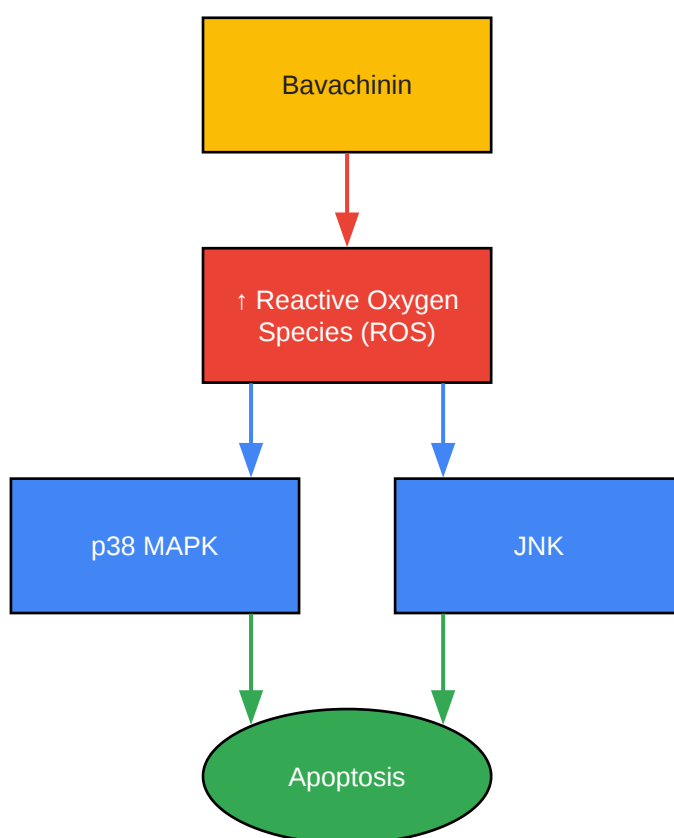 Bavachinin
↑ Reactive Oxygen
Species (ROS)
p38 MAPK
JNK
Apoptosis